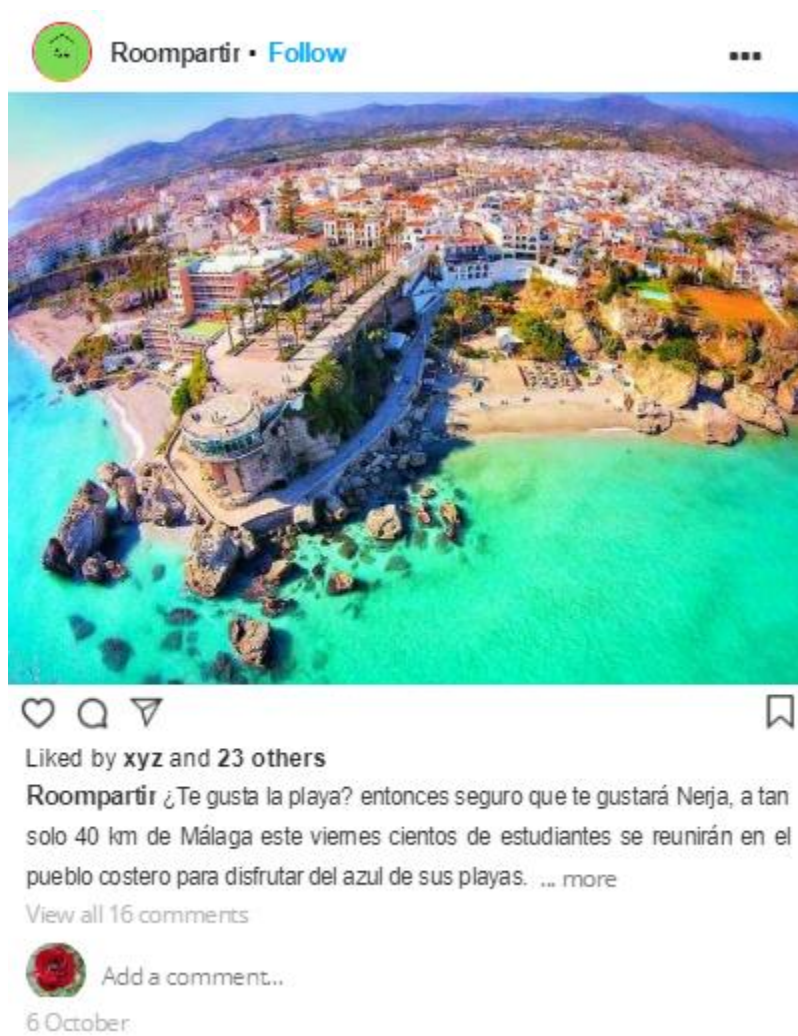 Roompartir • Follow
Liked by xyz and 23 others
Roompartir ¿Te gusta la playa? entonces seguro que te gustará Nerja, a tan
solo 40 km de Málaga este viernes cientos de estudiantes se reunirán en el
pueblo costero para disfrutar del azul de sus playas. ... more
View all 16 comments
Add a comment...
6 October